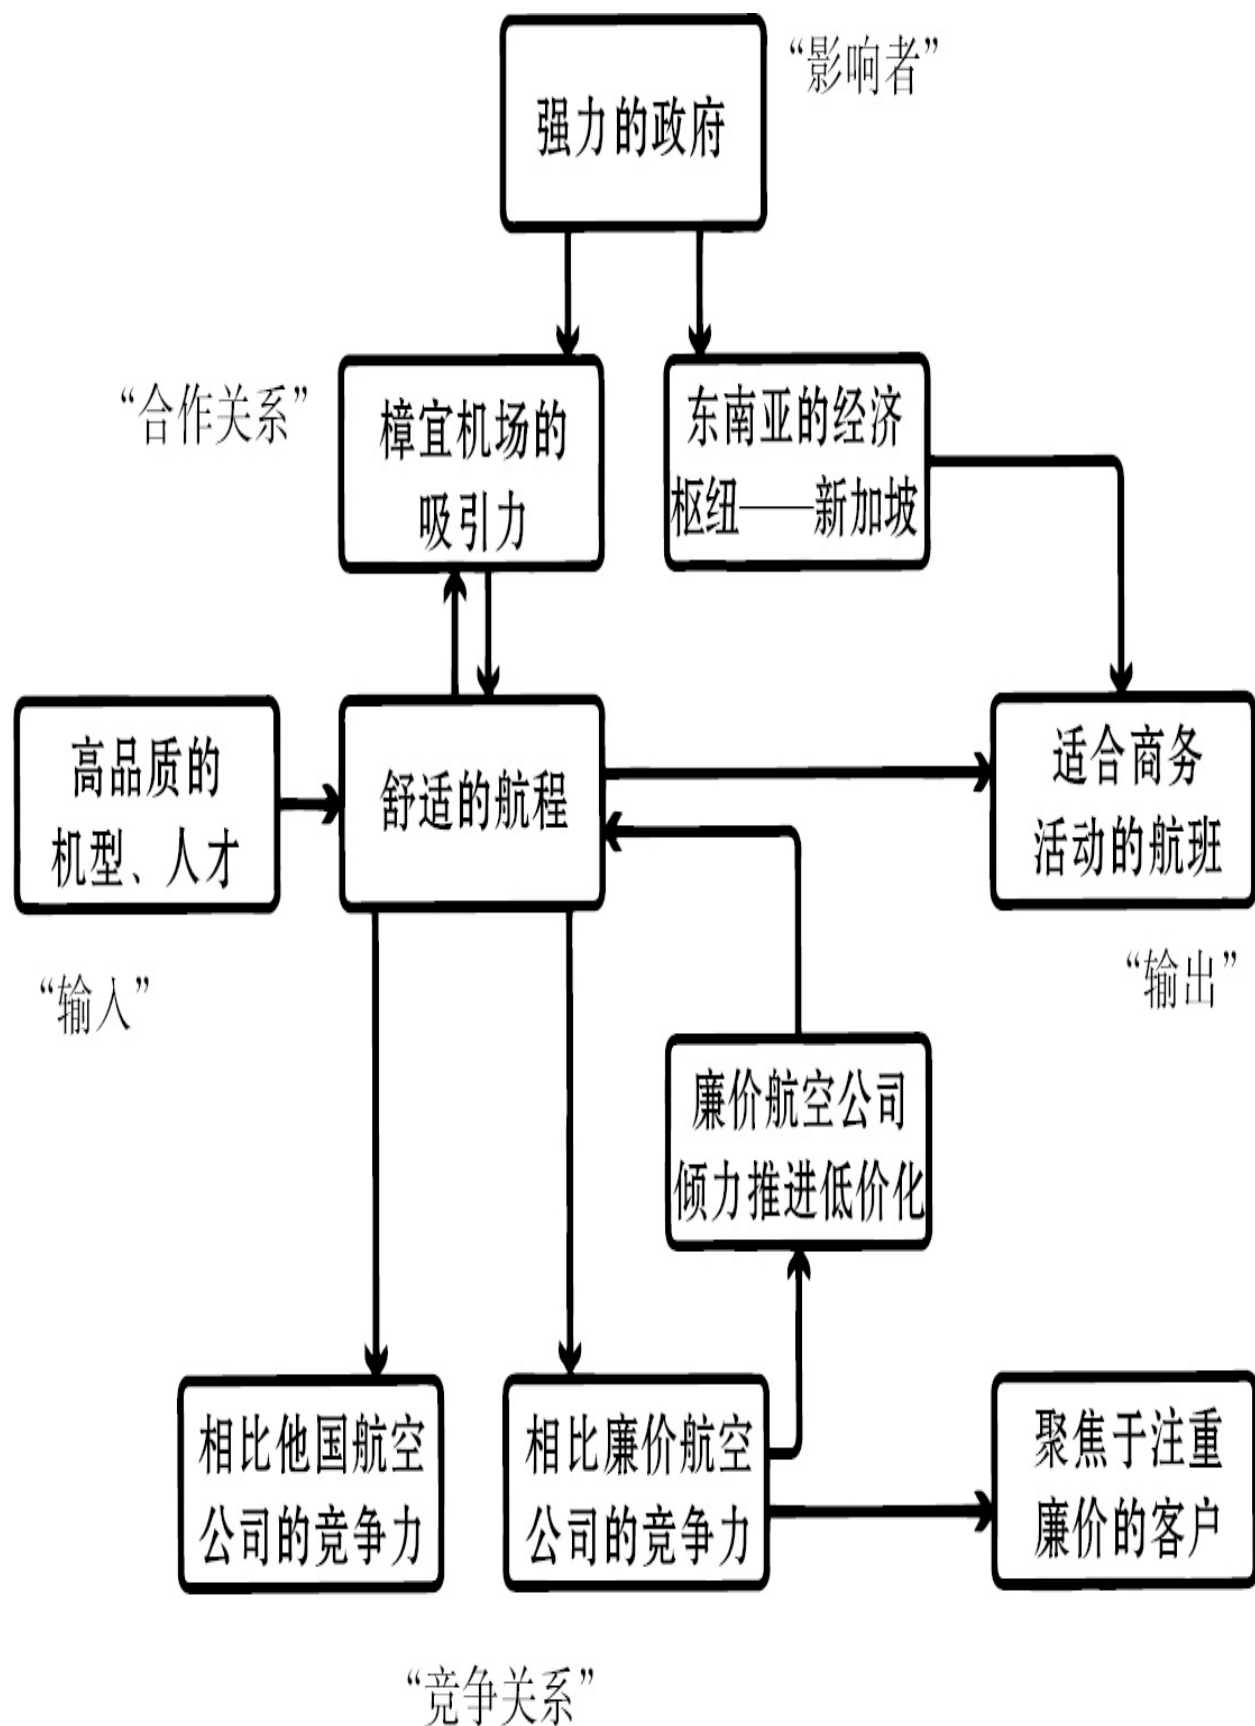 “影响者”
强力的政府
“合作关系”
樟宜机场的
吸引力
东南亚的经济
枢纽——新加坡
高品质的
机型、人才
舒适的航程
适合商务
活动的航班
“输入”
“输出”
廉价航空公司
倾力推进低价化
相比他国航空
公司的竞争力
相比廉价航空
公司的竞争力
聚焦于注重
廉价的客户
“竞争关系”